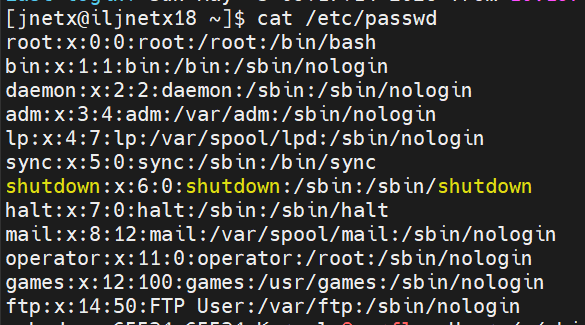 [jnetx@iljnetx18 ~]$ cat /etc/passwd
root:x:0:0:root:/root:/bin/bash
bin:x:1:1:bin:/bin:/sbin/nologin
daemon:x:2:2:daemon:/sbin:/sbin/nologin
adm:x:3:4:adm:/var/adm:/sbin/nologin
lp:x:4:7:lp:/var/spool/lpd:/sbin/nologin
sync:x:5:0:sync:/sbin:/bin/sync
shutdown:x:6:0:shutdown:/sbin:/sbin/shutdown
halt:x:7:0:halt:/sbin:/sbin/halt
mail:x:8:12:mail:/var/spool/mail:/sbin/nologin
operator:x:11:0:operator:/root:/sbin/nologin
games:x:12:100:games:/usr/games:/sbin/nologin
ftp:x:14:50:FTP User:/var/ftp:/sbin/nologin